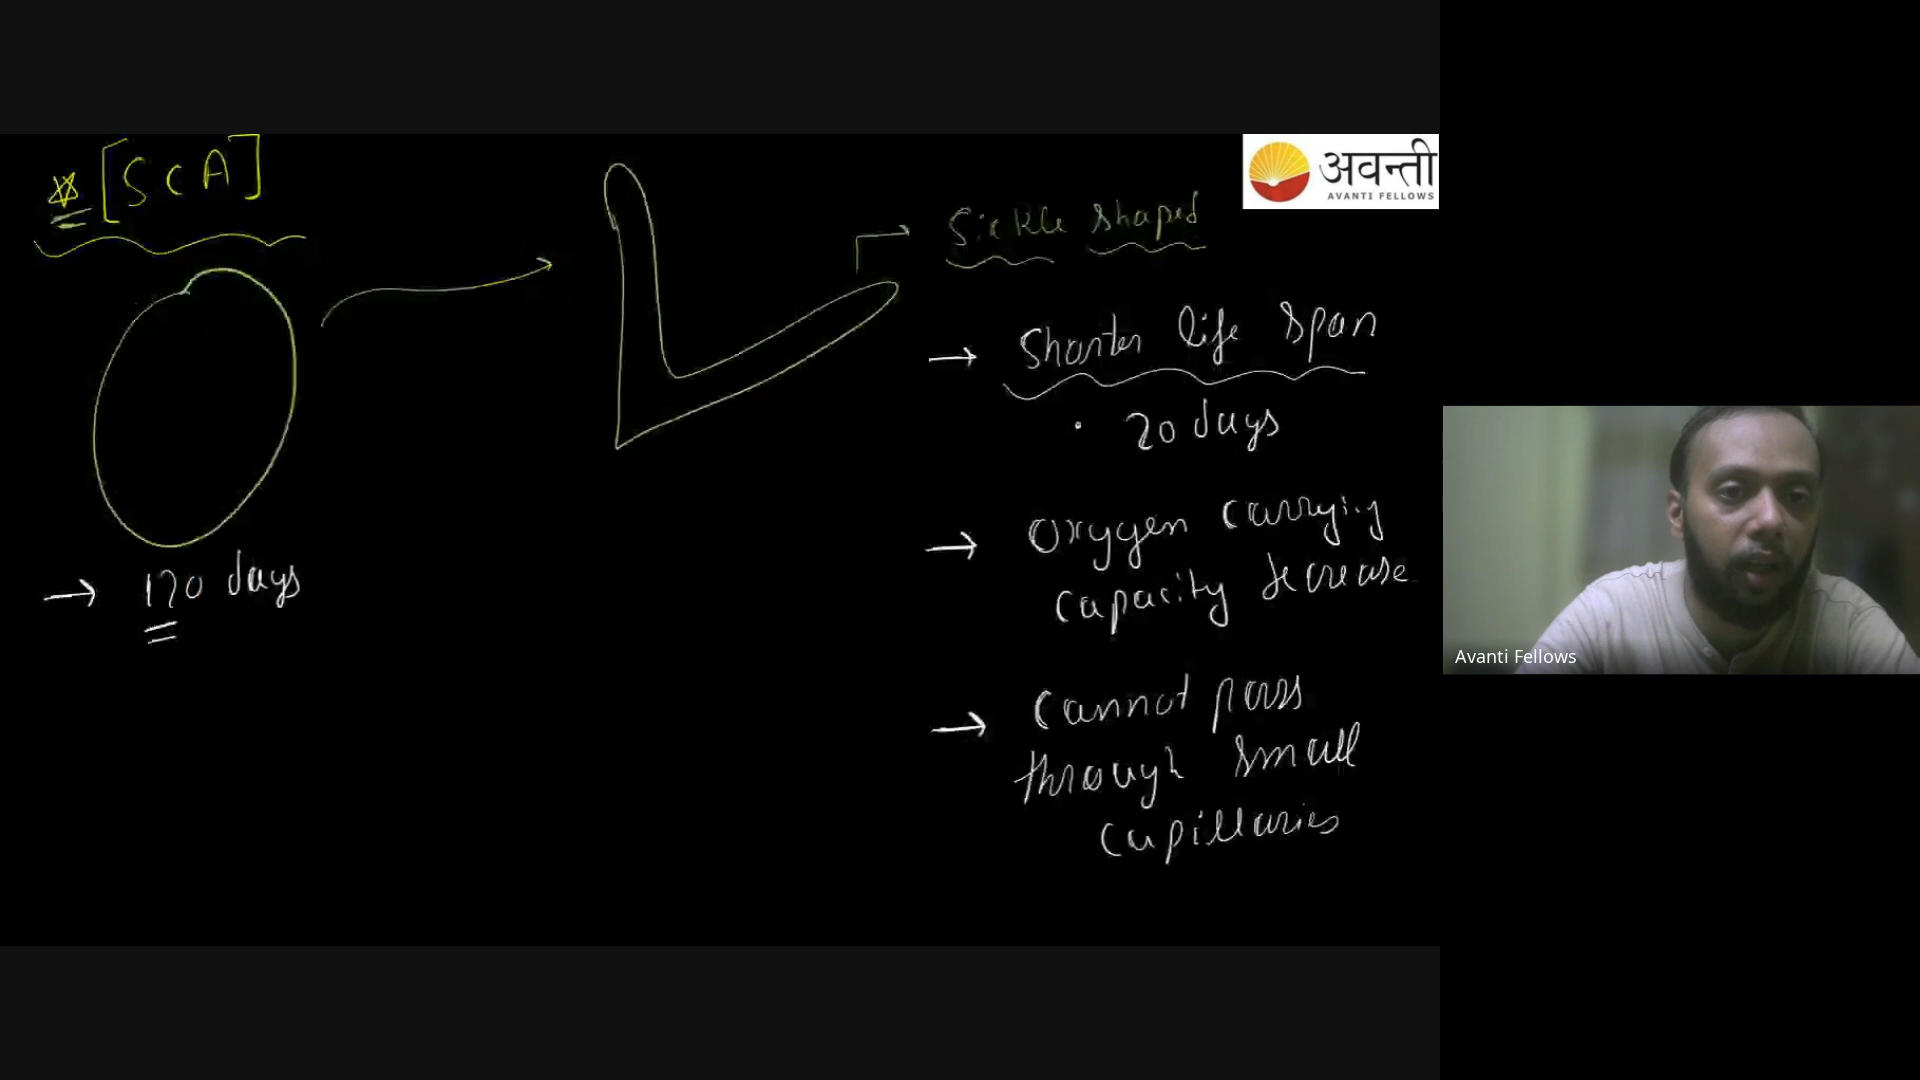 [SCA]
120 days
Sickle shaped
Shorter life span
20 days
Oxygen carrying
capacity decrease
Cannot pass
through small
capillaries
अवन्ती
AVANTI FELLOWS
Avanti Fellows